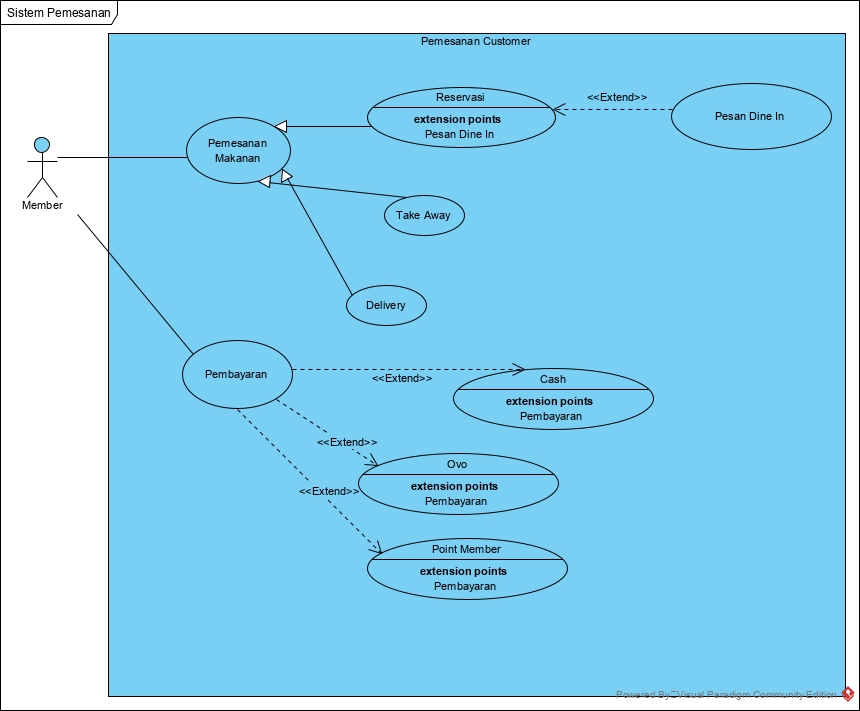 Sistem Pemesanan
Pemesanan Customer
Reservasi
extension points
Pesan Dine In
<<Extend>>
Pesan Dine In
Pemesanan
Makanan
Member
Take Away
Delivery
Pembayaran
<<Extend>>
Cash
extension points
Pembayaran
<<Extend>>
Ovo
extension points
Pembayaran
<<Extend>>
Point Member
extension points
Pembayaran
Powered By Visual Paradigm Community Edition